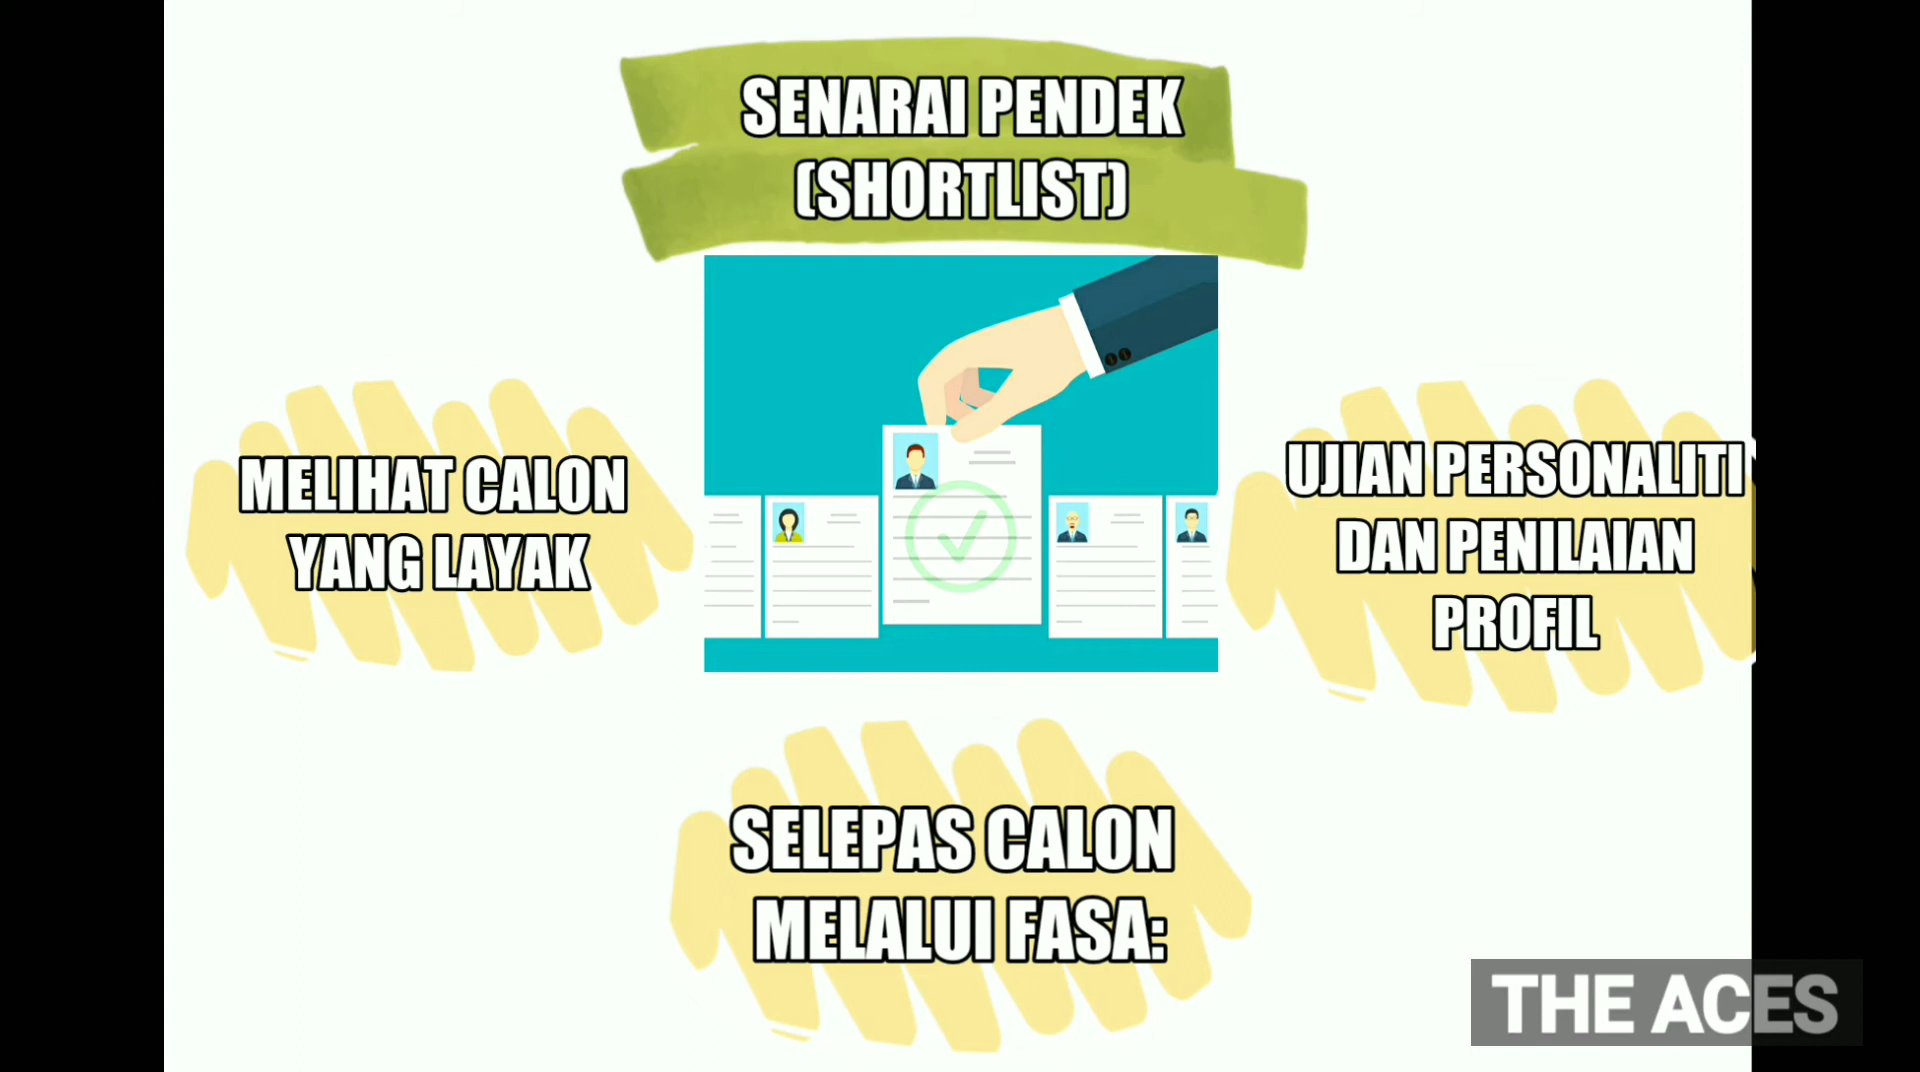 SENARAI PENDEK
(SHORTLIST)
MELIHAT CALON
YANG LAYAK
UJIAN PERSONALITI
DAN PENILAIAN
PROFIL
SELEPAS CALON
MELALUI FASA:
THE ACES